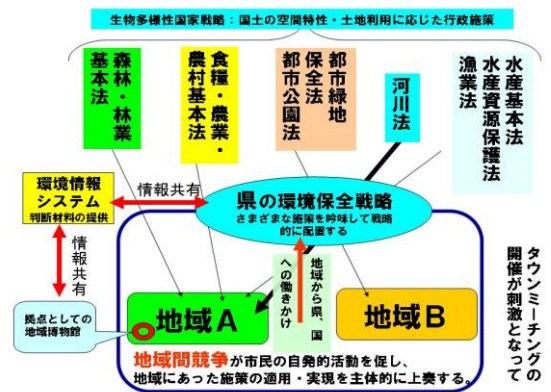 生物多様性国家戦略：国土の空間特性・土地利用に応じた行政施策
森林・林業
基本法
食糧・農業・
農村基本法
都市緑地
保全法
都市公園法
河川法
水産基本法
水産資源保護法
漁業法
環境情報
システム
判断材料の提供
情報共有
県の環境保全戦略
さまざまな施策を吟味して戦略
的に配置する
情報共有
拠点としての
地域博物館
地域A
地域から県、国
への働きかけ
地域B
タウンミーチングの
開催が刺激となって
地域間競争が市民の自発的活動を促し、
地域にあった施策の適用・実現を主体的に上奏する。